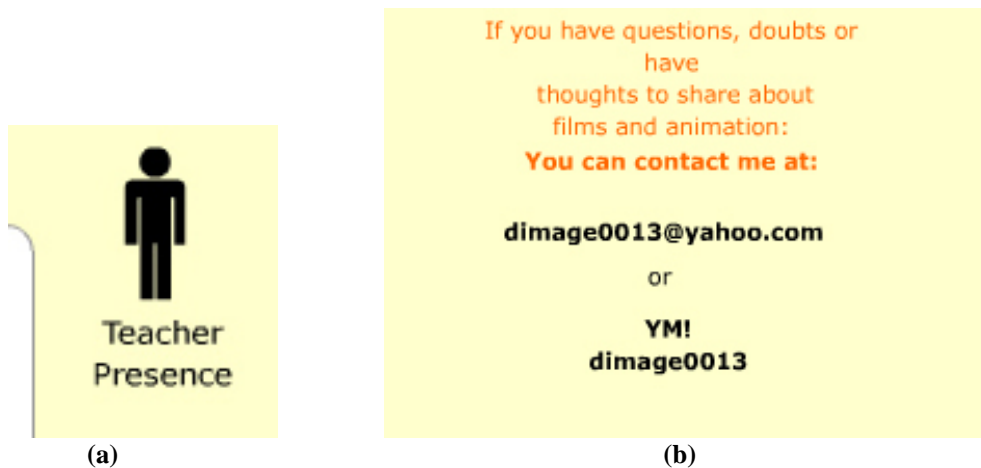 Teacher
Presence
(a)
If you have questions, doubts or
have
thoughts to share about
films and animation:
You can contact me at:
dimage0013@yahoo.com
or
YM!
dimage0013
(b)